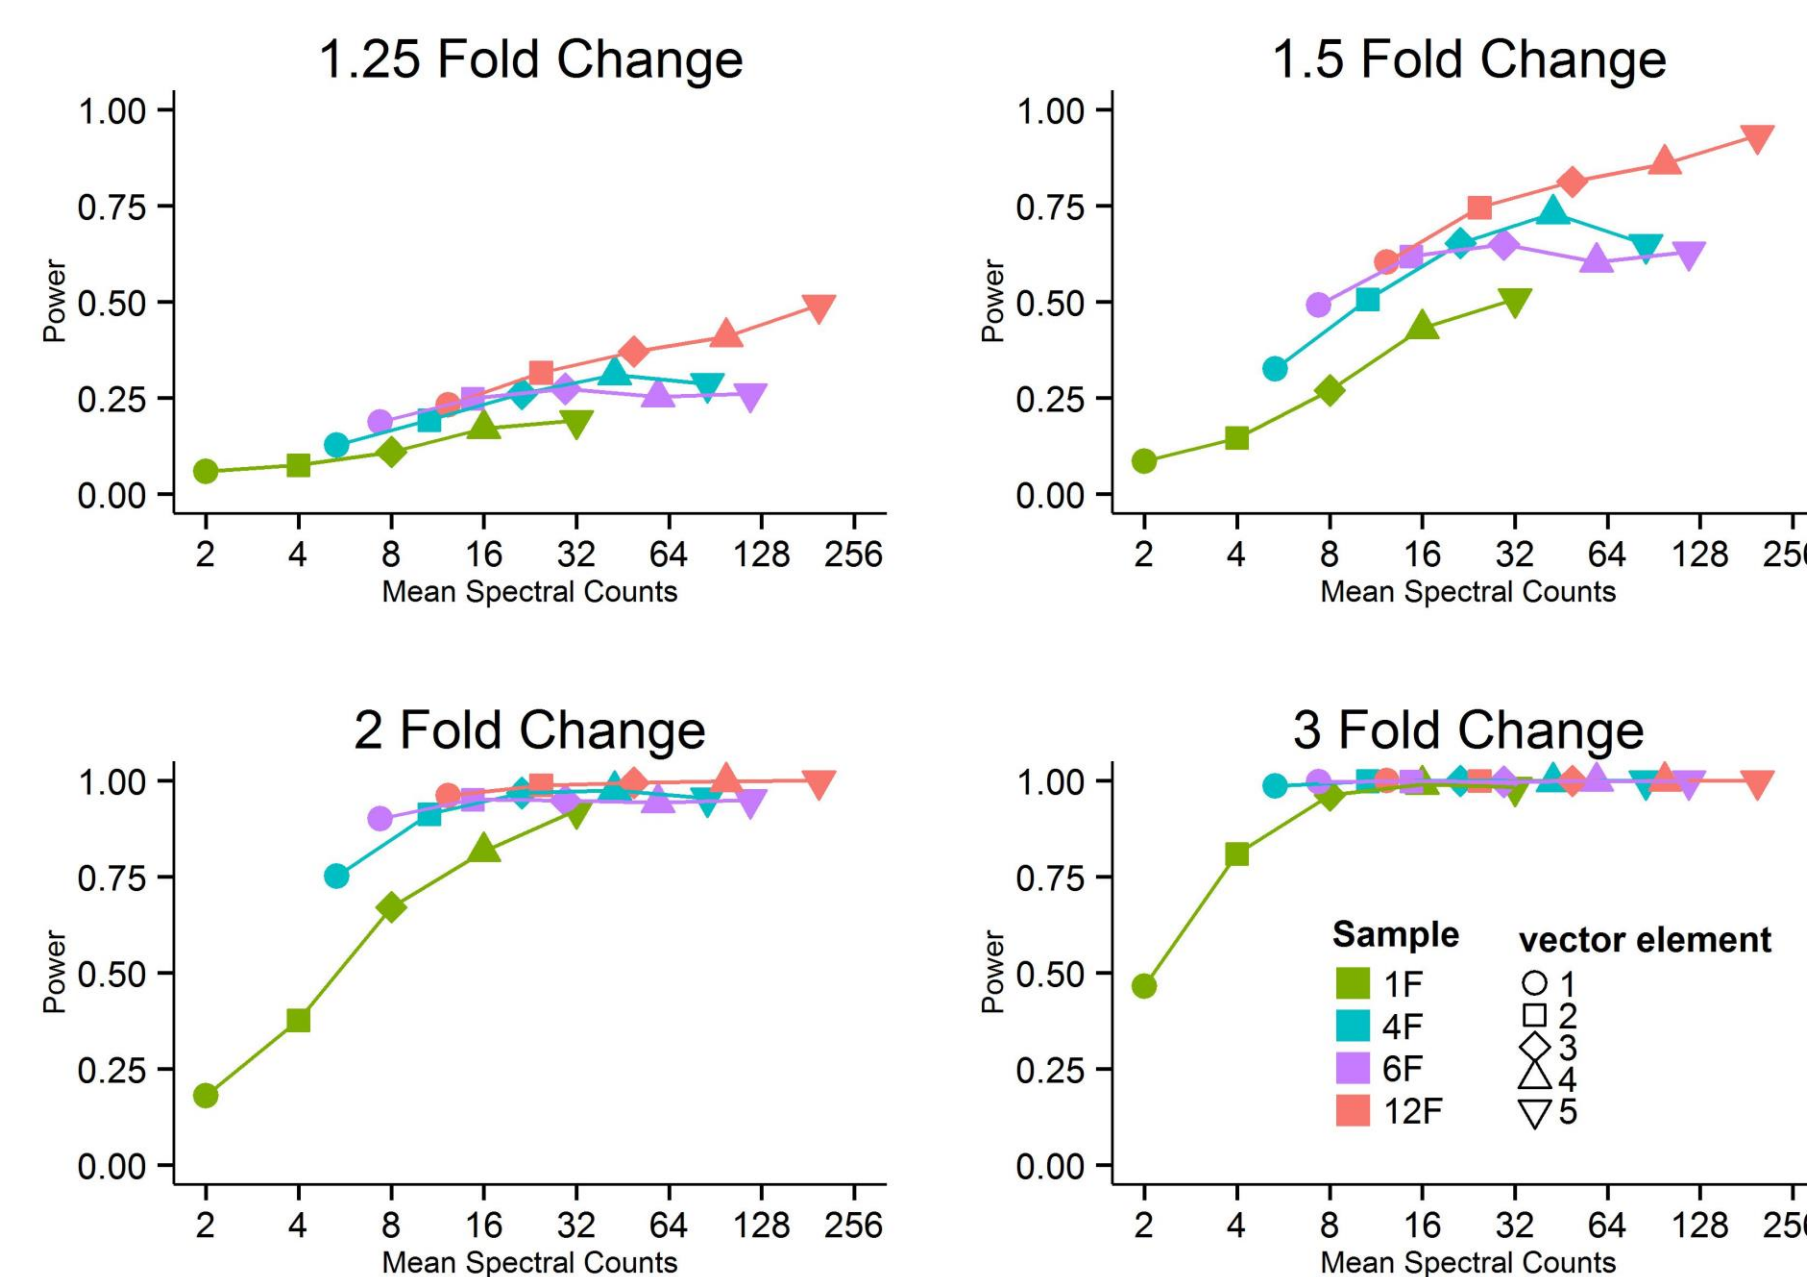 1.25 Fold Change
1.00
0.75
0.50
0.25
0.00
Power
2 4 8 16 32 64 128 256
Mean Spectral Counts
1.5 Fold Change
1.00
0.75
0.50
0.25
0.00
Power
2 4 8 16 32 64 128
Mean Spectral Counts
2 Fold Change
1.00
0.75
0.50
0.25
0.00
Power
2 4 8 16 32 64 128 256
Mean Spectral Counts
3 Fold Change
1.00
0.75
0.50
0.25
0.00
Power
Sample
1F
4F
6F
12F
vector element
1
2
3
4
5
2 4 8 16 32 64 128
Mean Spectral Counts